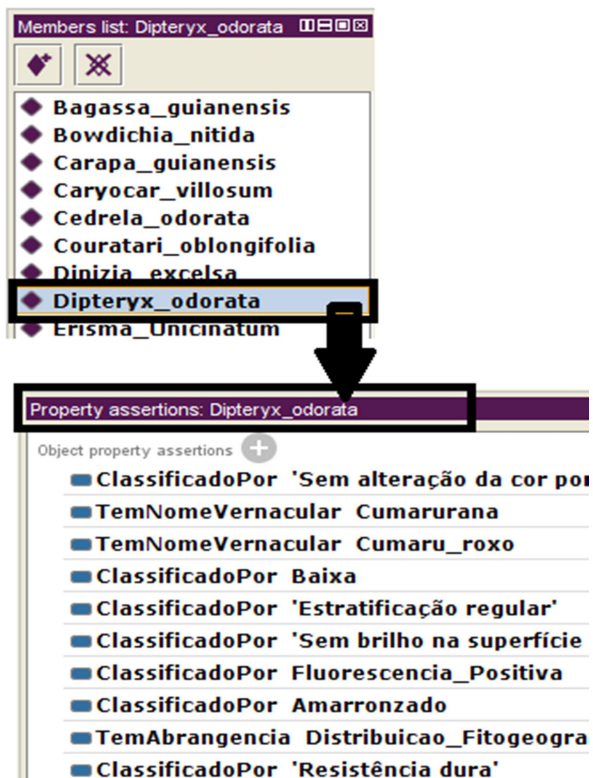 Members list: Dipteryx_odorata
Bagassa_guianensis
Bowdichia_nitida
Carapa_guianensis
Caryocar_villosum
Cedrela_odorata
Couratari_oblongifolia
Dinizia_excelsa
Dipteryx_odorata
Erisma_Unicinatum
Property assertions: Dipteryx_odorata
Object property assertions
ClassificadoPor 'Sem alteração da cor por
TemNomeVernacular Cumarurana
TemNomeVernacular Cumaru_roxo
ClassificadoPor Baixa
ClassificadoPor 'Estratificação regular'
ClassificadoPor 'Sem brilho na superfície
ClassificadoPor Fluorescencia_Positiva
ClassificadoPor Amarronzado
TemAbrangencia Distribuicao_Fitogeogra
ClassificadoPor 'Resistência dura'